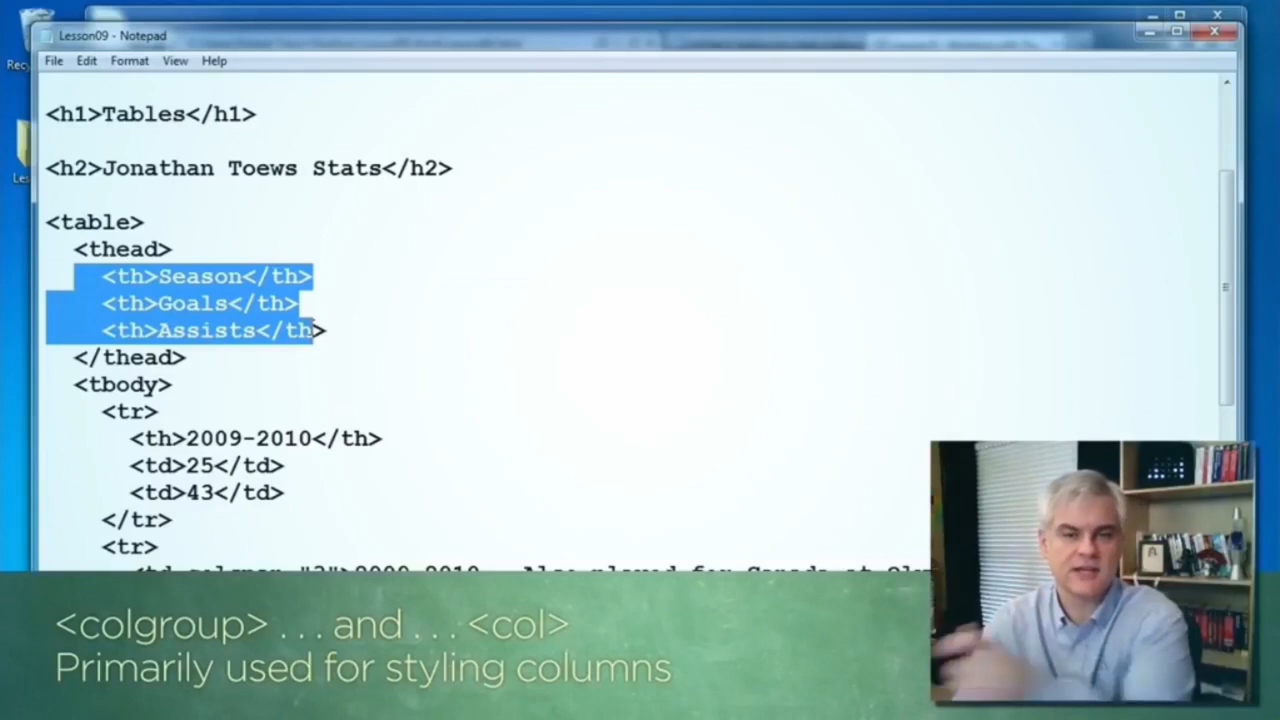 Lesson09 - Notepad
File Edit Format View Help
<h1>Tables</h1>
<h2>Jonathan Toews Stats</h2>
<table>
<thead>
<th>Season</th>
<th>Goals</th>
<th>Assists</th>
</thead>
<tbody>
<tr>
<th>2009-2010</th>
<td>25</td>
<td>43</td>
</tr>
<tr>
<colgroup> . . . and . . . <col>
Primarily used for styling columns